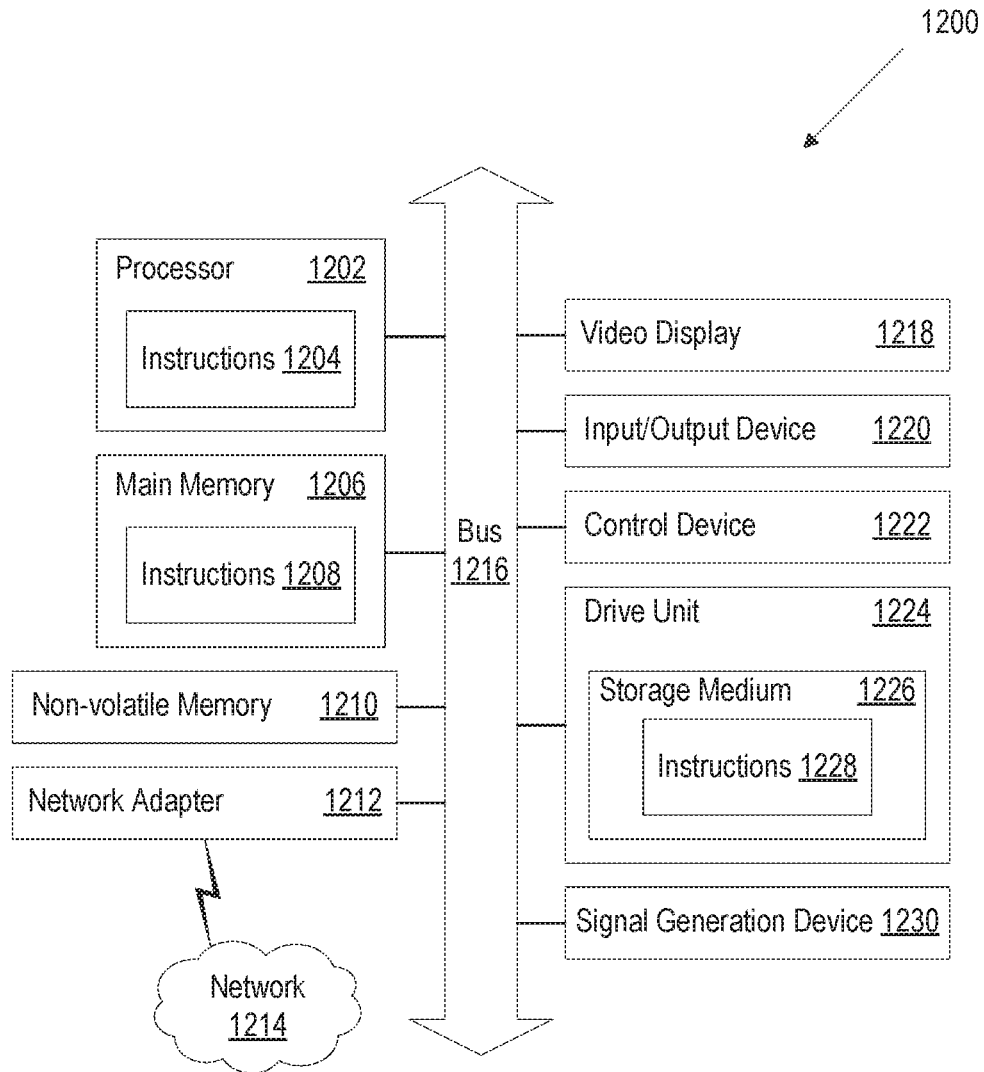 1200
Processor 1202
Instructions 1204
Main Memory 1206
Instructions 1208
Non-volatile Memory 1210
Network Adapter 1212
Network
1214
Bus
1216
Video Display 1218
Input/Output Device 1220
Control Device 1222
Drive Unit 1224
Storage Medium 1226
Instructions 1228
Signal Generation Device 1230